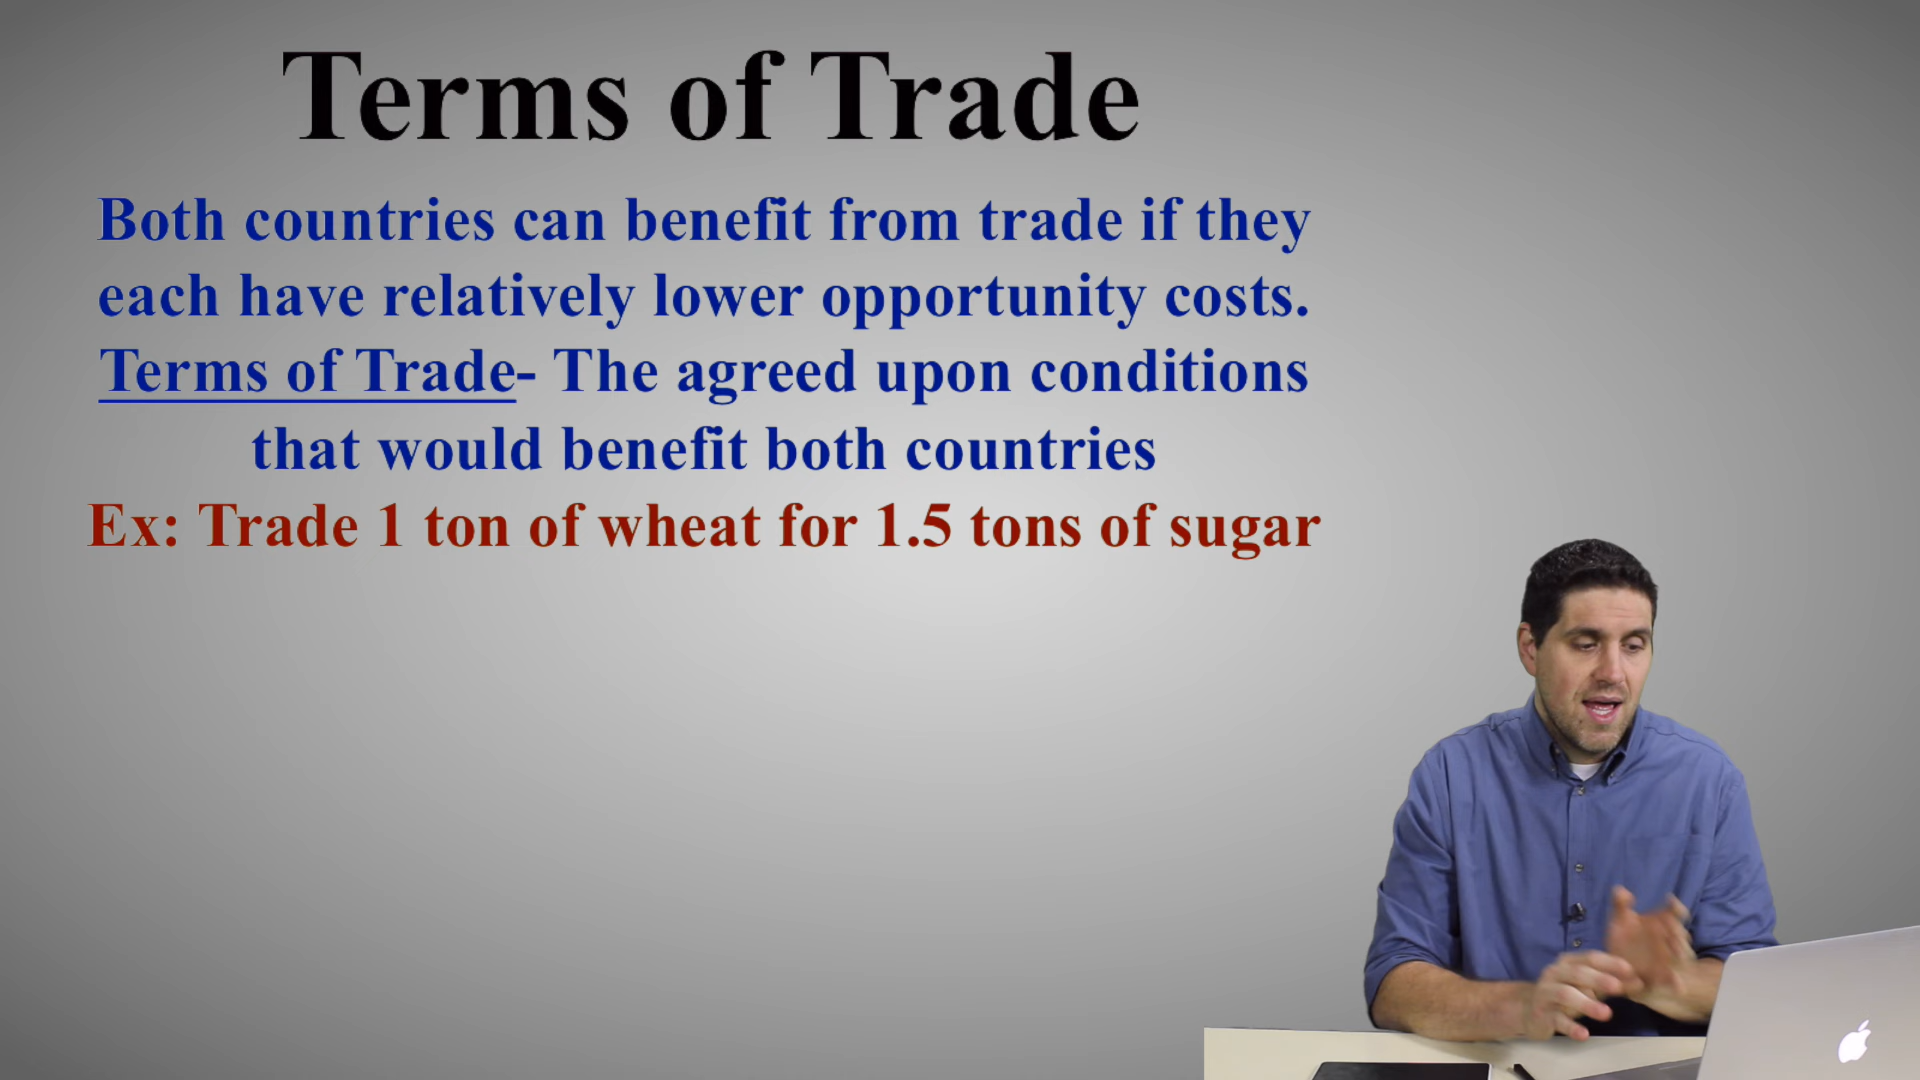 Terms of Trade
Both countries can benefit from trade if they
each have relatively lower opportunity costs.
Terms of Trade- The agreed upon conditions
that would benefit both countries
Ex: Trade 1 ton of wheat for 1.5 tons of sugar